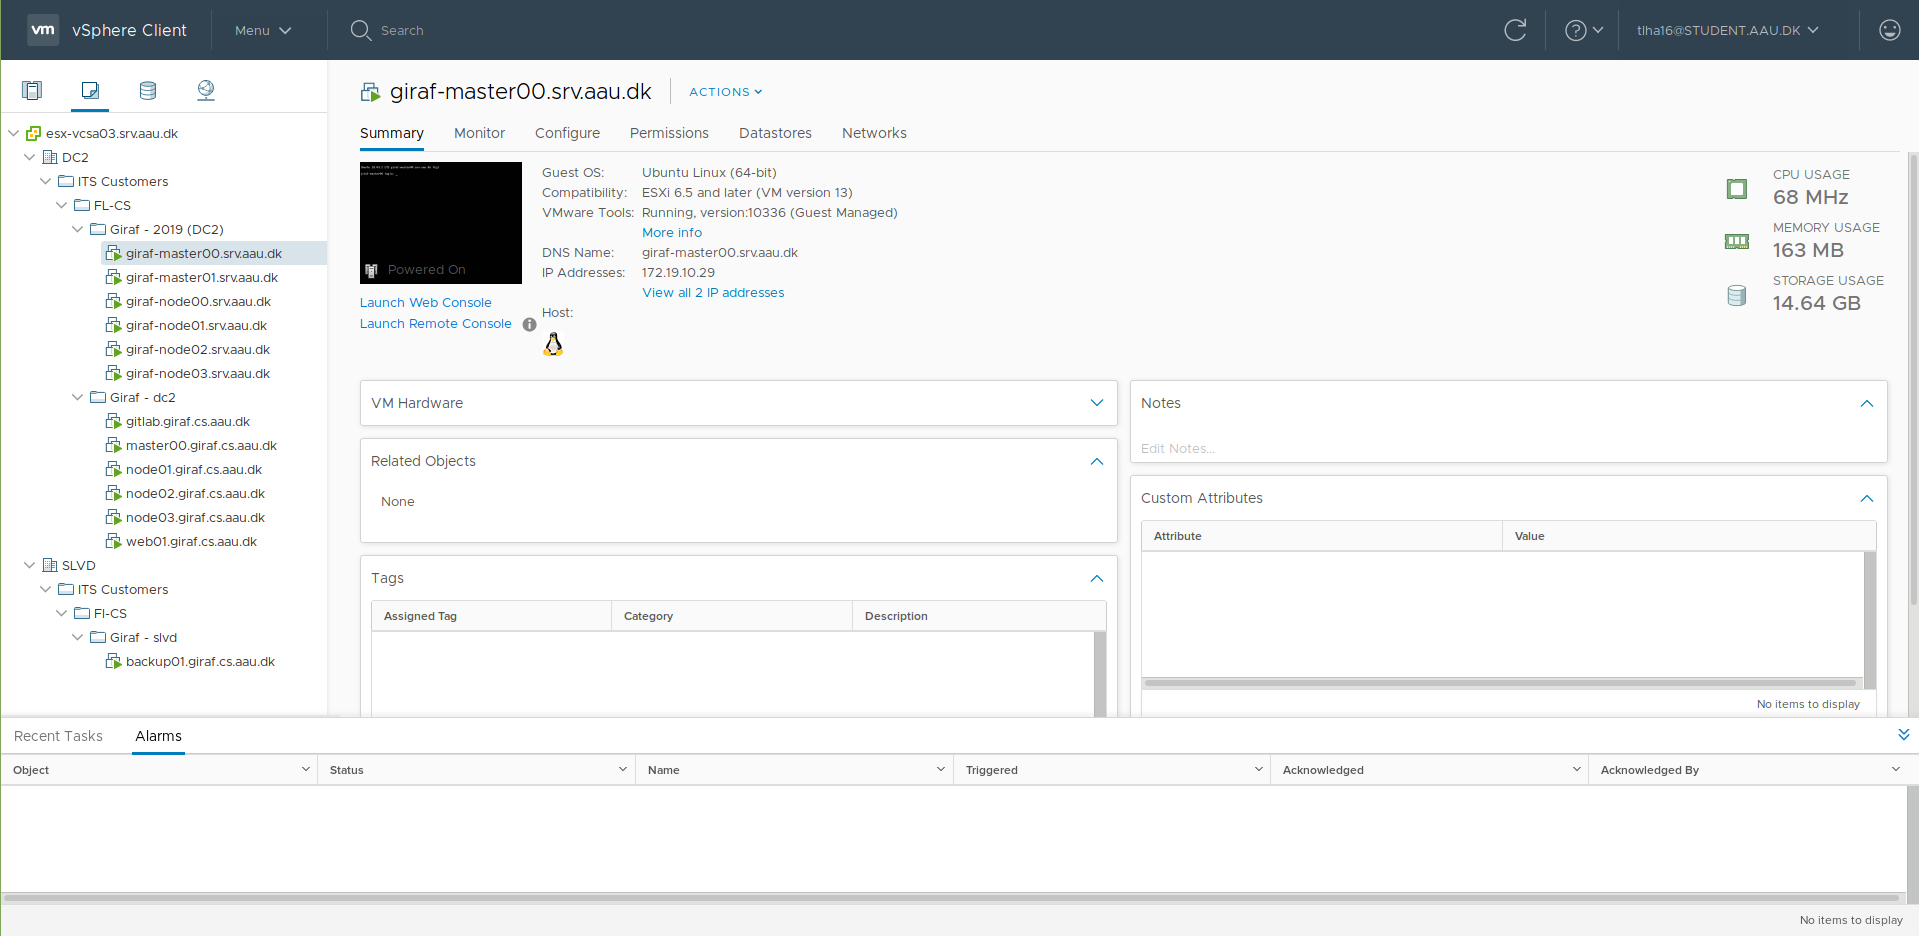 vm vSphere Client Menu Search tlha16@STUDENT.AAU.DK
esx-vcsa03.srv.aau.dk
DC2
ITS Customers
FL-CS
Giraf - 2019 (DC2)
giraf-master00.srv.aau.dk
giraf-master01.srv.aau.dk
giraf-node00.srv.aau.dk
giraf-node01.srv.aau.dk
giraf-node02.srv.aau.dk
giraf-node03.srv.aau.dk
Giraf - dc2
gitlab.giraf.cs.aau.dk
master00.giraf.cs.aau.dk
node01.giraf.cs.aau.dk
node02.giraf.cs.aau.dk
node03.giraf.cs.aau.dk
web01.giraf.cs.aau.dk
SLVD
ITS Customers
FI-CS
Giraf - slvd
backup01.giraf.cs.aau.dk
giraf-master00.srv.aau.dk ACTIONS
Summary Monitor Configure Permissions Datastores Networks
Powered On
Launch Web Console
Launch Remote Console
Guest OS: Ubuntu Linux (64-bit)
Compatibility: ESXi 6.5 and later (VM version 13)
VMware Tools: Running, version:10336 (Guest Managed)
More info
DNS Name: giraf-master00.srv.aau.dk
IP Addresses: 172.19.10.29
View all 2 IP addresses
Host:
CPU USAGE
68 MHz
MEMORY USAGE
163 MB
STORAGE USAGE
14.64 GB
VM Hardware
Related Objects
None
Tags
Assigned Tag Category Description
Notes
Edit Notes...
Custom Attributes
Attribute Value
No items to display
Recent Tasks Alarms
Object Status Name Triggered Acknowledged Acknowledged By
No items to display